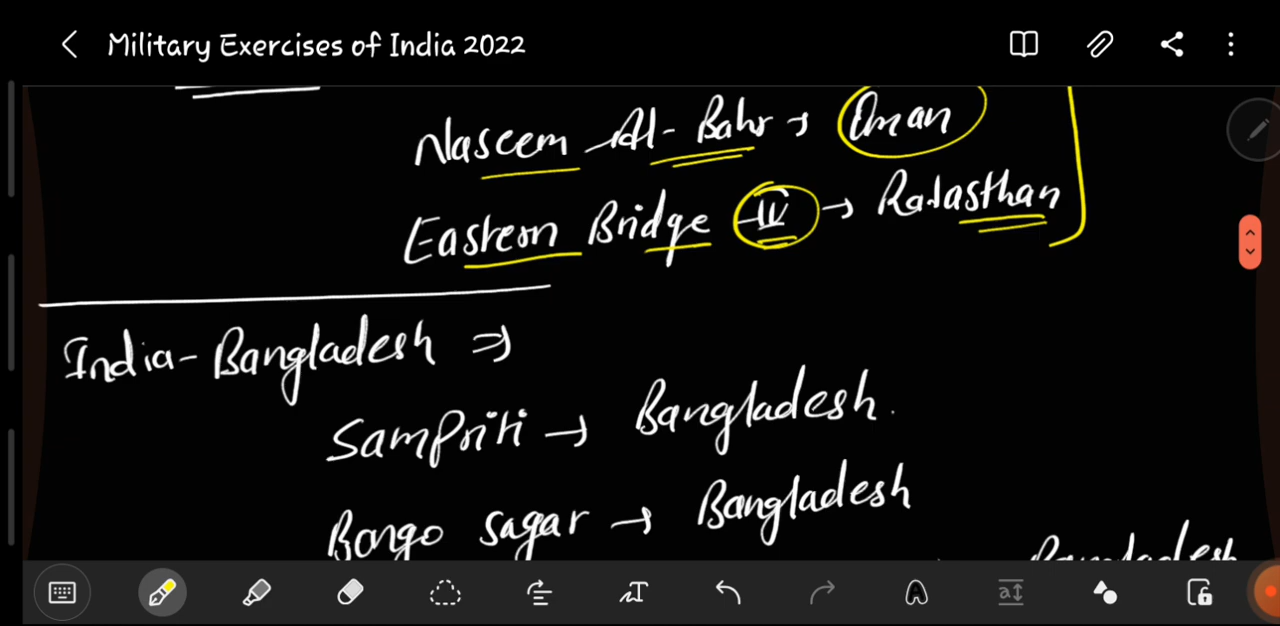 Military Exercises of India 2022
Naseem Al-Bahr → Oman
Eastern Bridge - IV → Rajasthan
India-Bangladesh ⇒
Sampriti → Bangladesh.
Bongo sagar → Bangladesh
Bangladesh